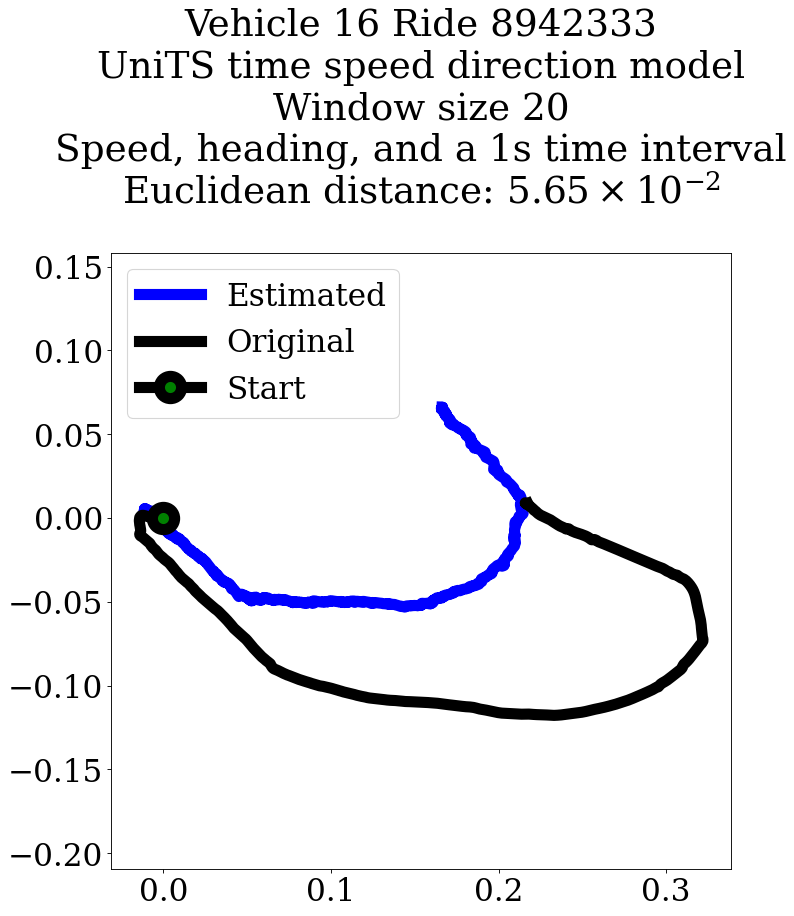 Vehicle 16 Ride 8942333
UniTS time speed direction model
Window size 20
Speed, heading, and a 1s time interval
Euclidean distance: 5.65 × 10⁻²
0.15
Estimated
0.10
Original
Start
0.05
0.00
−0.05
−0.10
−0.15
−0.20
0.0 0.1 0.2 0.3